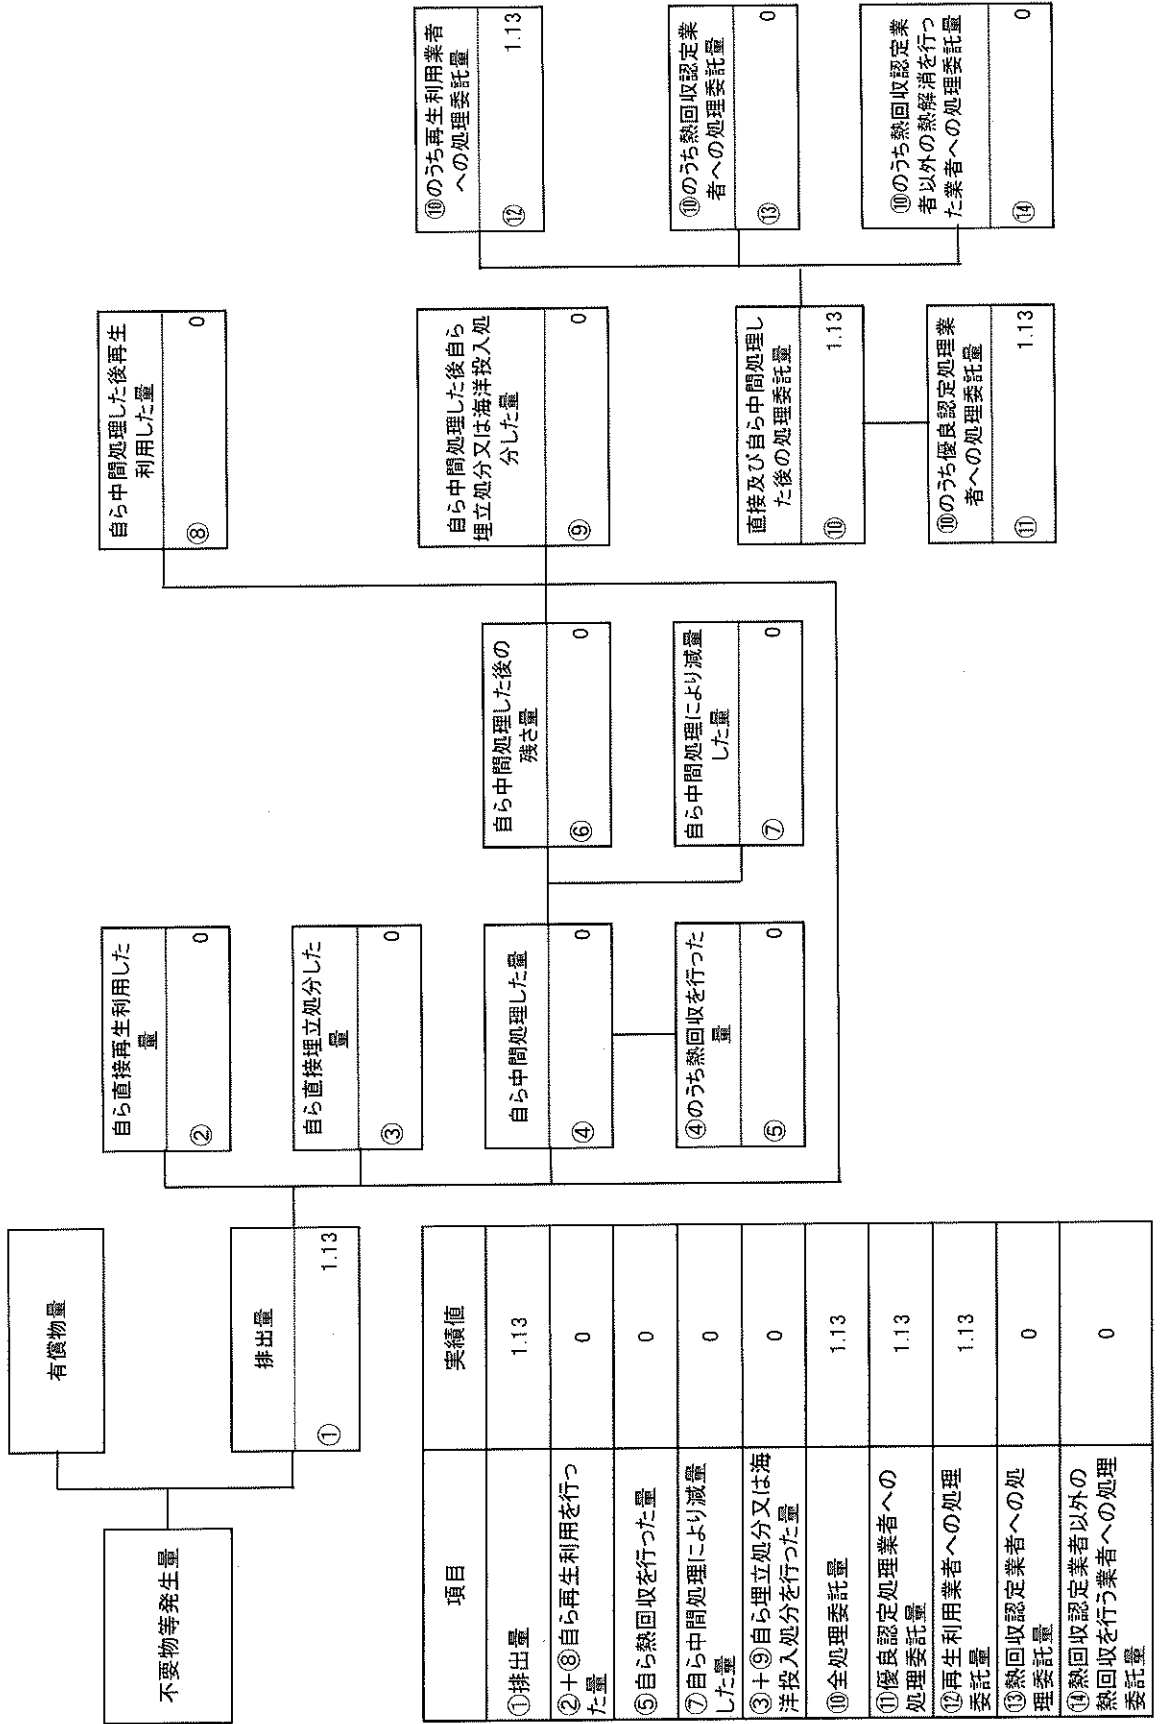 不要物等発生量
有償物量
排出量
① 1.13
自ら直接再生利用した
量
② 0
自ら直接埋立処分した
量
③ 0
自ら中間処理した量
④ 0
④のうち熱回収を行った
量
⑤ 0
自ら中間処理した後の
残さ量
⑥ 0
自ら中間処理により減量
した量
⑦ 0
自ら中間処理した後再生
利用した量
⑧ 0
自ら中間処理した後自ら
埋立処分又は海洋投入処
分した量
⑨ 0
直接及び自ら中間処理し
た後の処理委託量
⑩ 1.13
⑩のうち優良認定処理業
者への処理委託量
⑪ 1.13
⑩のうち再生利用業者
への処理委託量
⑫ 1.13
⑩のうち熱回収認定業
者への処理委託量
⑬ 0
⑩のうち熱回収認定業
者以外の熱解消を行っ
た業者への処理委託量
⑭ 0
項目 実績値
①排出量 1.13
②+⑧自ら再生利用を行っ
た量 0
⑤自ら熱回収を行った量 0
⑦自ら中間処理により減量
した量 0
③+⑨自ら埋立処分又は海
洋投入処分を行った量 0
⑩全処理委託量 1.13
⑪優良認定処理業者への
処理委託量 1.13
⑫再生利用業者への処理
委託量 1.13
⑬熱回収認定業者への処
理委託量 0
⑭熱回収認定業者以外の
熱回収を行う業者への処理
委託量 0